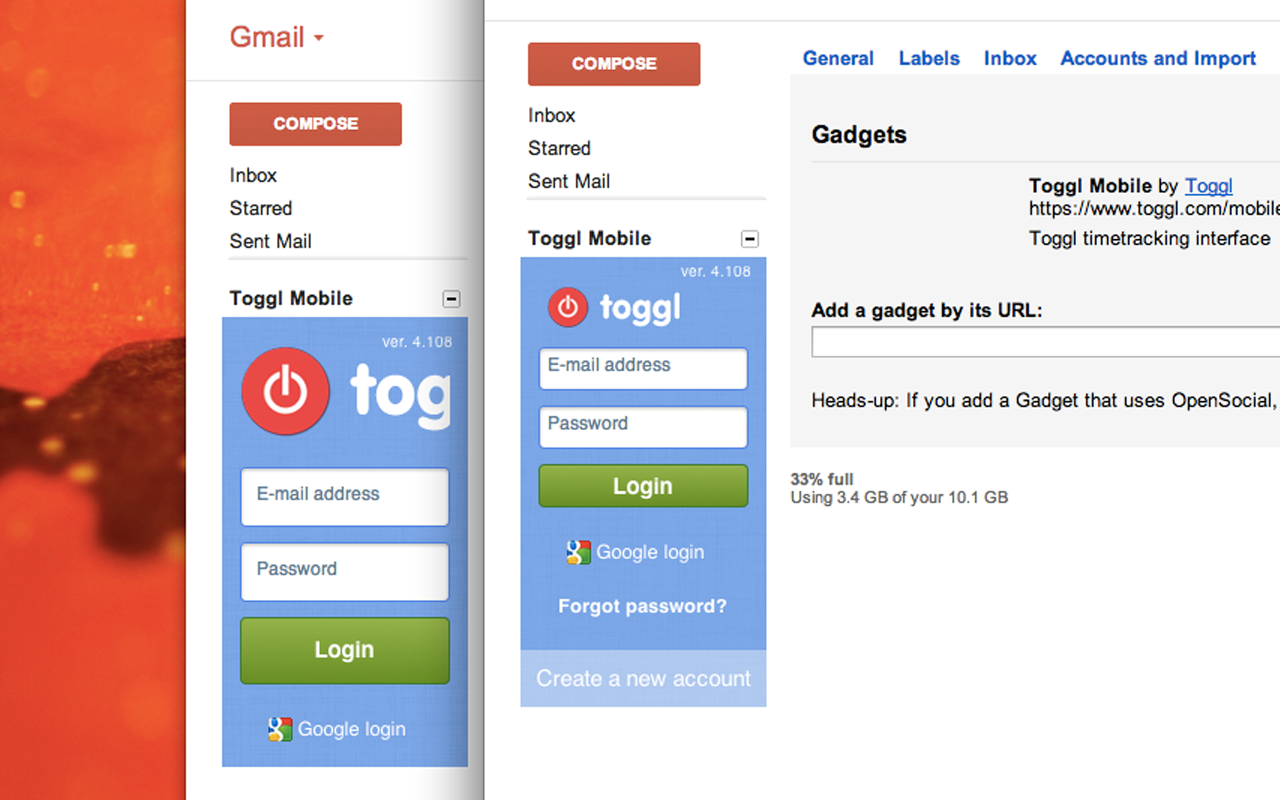 Gmail
COMPOSE
Inbox
Starred
Sent Mail
Toggl Mobile
ver. 4.108
tog
E-mail address
Password
Login
Google login
COMPOSE
Inbox
Starred
Sent Mail
Toggl Mobile
ver. 4.108
toggl
E-mail address
Password
Login
Google login
Forgot password?
Create a new account
General Labels Inbox Accounts and Import
Gadgets
Toggl Mobile by Toggl
https://www.toggl.com/mobile
Toggl timetracking interface
Add a gadget by its URL:
Heads-up: If you add a Gadget that uses OpenSocial,
33% full
Using 3.4 GB of your 10.1 GB